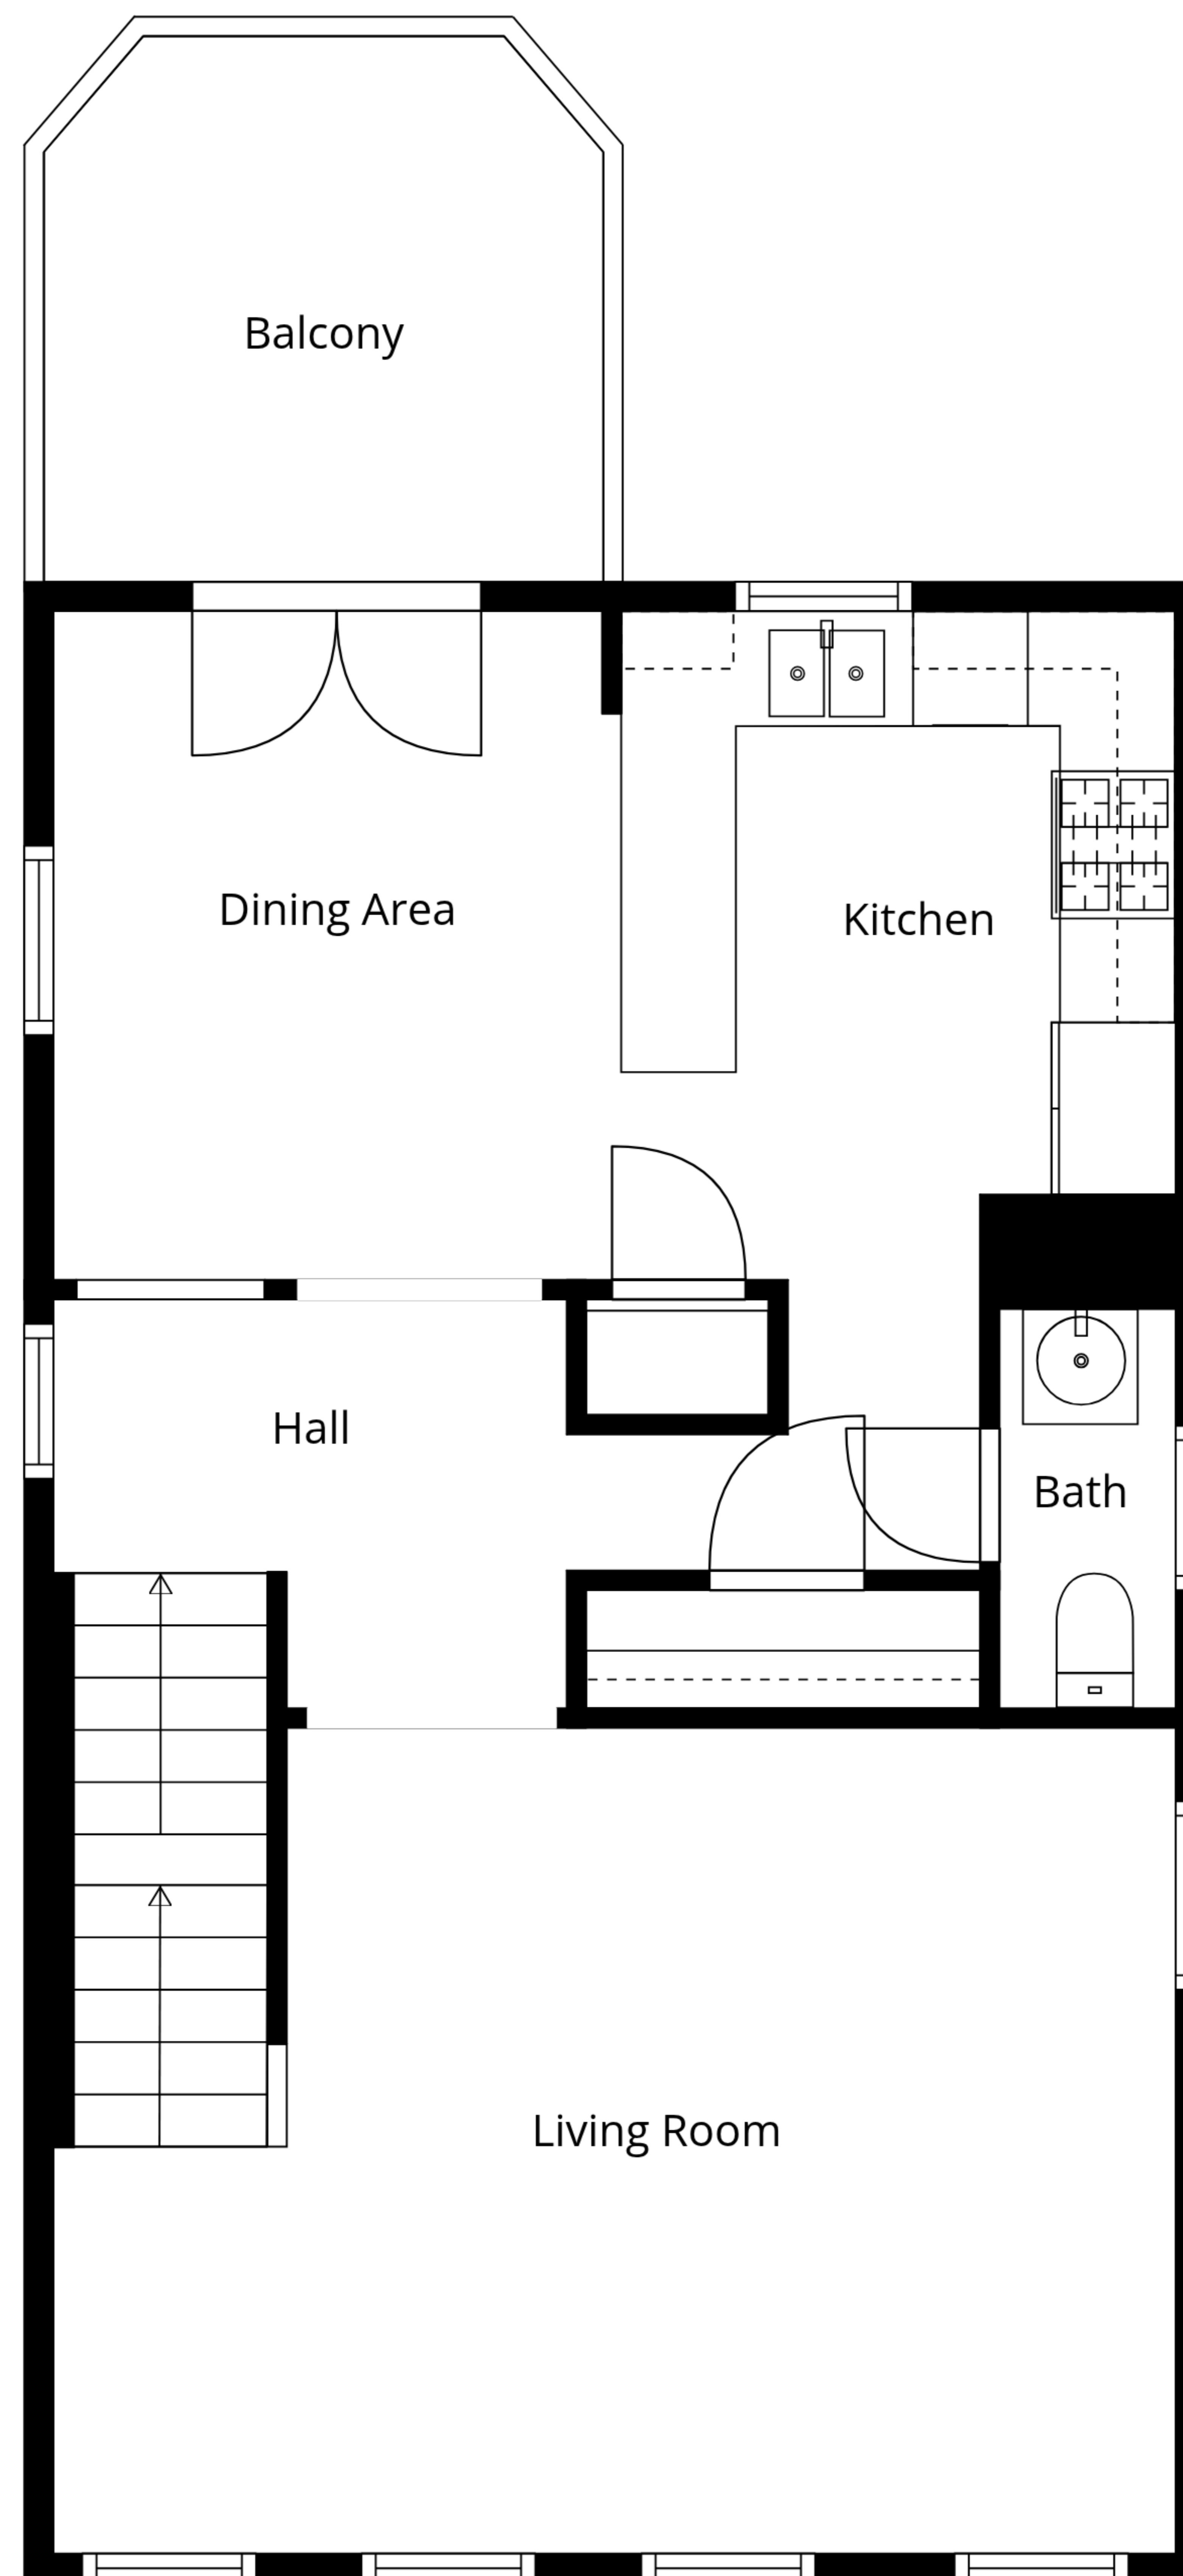 Balcony
Dining Area
Kitchen
Hall
Bath
Living Room